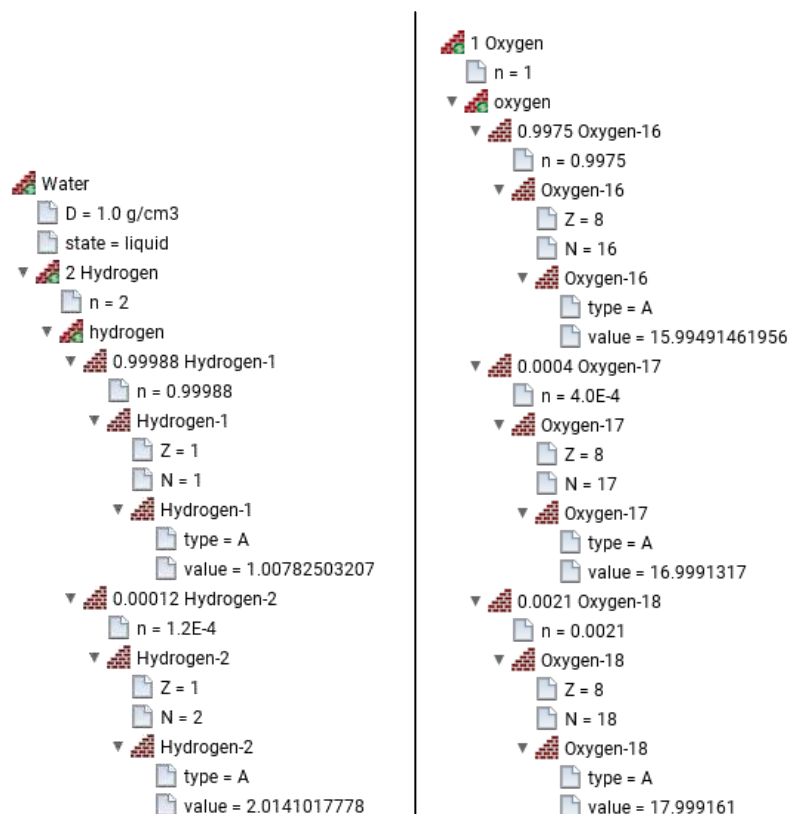 Water
D = 1.0 g/cm3
state = liquid
2 Hydrogen
n = 2
hydrogen
0.99988 Hydrogen-1
n = 0.99988
Hydrogen-1
Z = 1
N = 1
Hydrogen-1
type = A
value = 1.00782503207
0.00012 Hydrogen-2
n = 1.2E-4
Hydrogen-2
Z = 1
N = 2
Hydrogen-2
type = A
value = 2.0141017778
1 Oxygen
n = 1
oxygen
0.9975 Oxygen-16
n = 0.9975
Oxygen-16
Z = 8
N = 16
Oxygen-16
type = A
value = 15.99491461956
0.0004 Oxygen-17
n = 4.0E-4
Oxygen-17
Z = 8
N = 17
Oxygen-17
type = A
value = 16.9991317
0.0021 Oxygen-18
n = 0.0021
Oxygen-18
Z = 8
N = 18
Oxygen-18
type = A
value = 17.999161